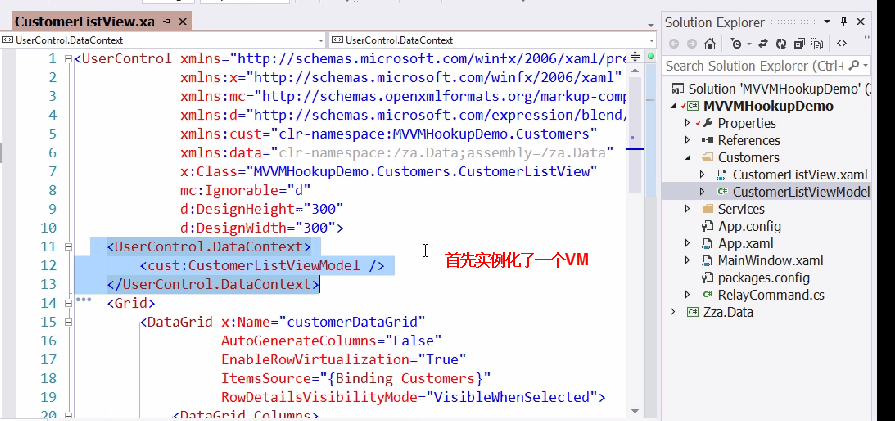 CustomerListView.xa
UserControl.DataContext
UserControl.DataContext
1 <UserControl xmlns="http://schemas.microsoft.com/winfx/2006/xaml/pre
2 xmlns:x="http://schemas.microsoft.com/winfx/2006/xaml"
3 xmlns:mc="http://schemas.openxmlformats.org/markup-comp
4 xmlns:d="http://schemas.microsoft.com/expression/blend/
5 xmlns:cust="clr-namespace:MVVMHookupDemo.Customers"
6 xmlns:data="clr-namespace:/za.Data;assembly=/za.Data"
7 x:Class="MVVMHookupDemo.Customers.CustomerListView"
8 mc:Ignorable="d"
9 d:DesignHeight="300"
10 d:DesignWidth="300">
11 <UserControl.DataContext>
12 <cust:CustomerListViewModel />
13 </UserControl.DataContext>
14 <Grid>
15 <DataGrid x:Name="customerDataGrid"
16 AutoGenerateColumns="False"
17 EnableRowVirtualization="True"
18 ItemsSource="{Binding Customers}"
19 RowDetailsVisibilityMode="VisibleWhenSelected">
20 <DataGrid.Columns>
首先实例化了一个VM
Solution Explorer
Search Solution Explorer (Ctrl+
Solution 'MVVMHookupDemo' (2
MVVMHookupDemo
Properties
References
Customers
CustomerListView.xaml
CustomerListViewModel
Services
App.config
App.xaml
MainWindow.xaml
packages.config
RelayCommand.cs
Zza.Data